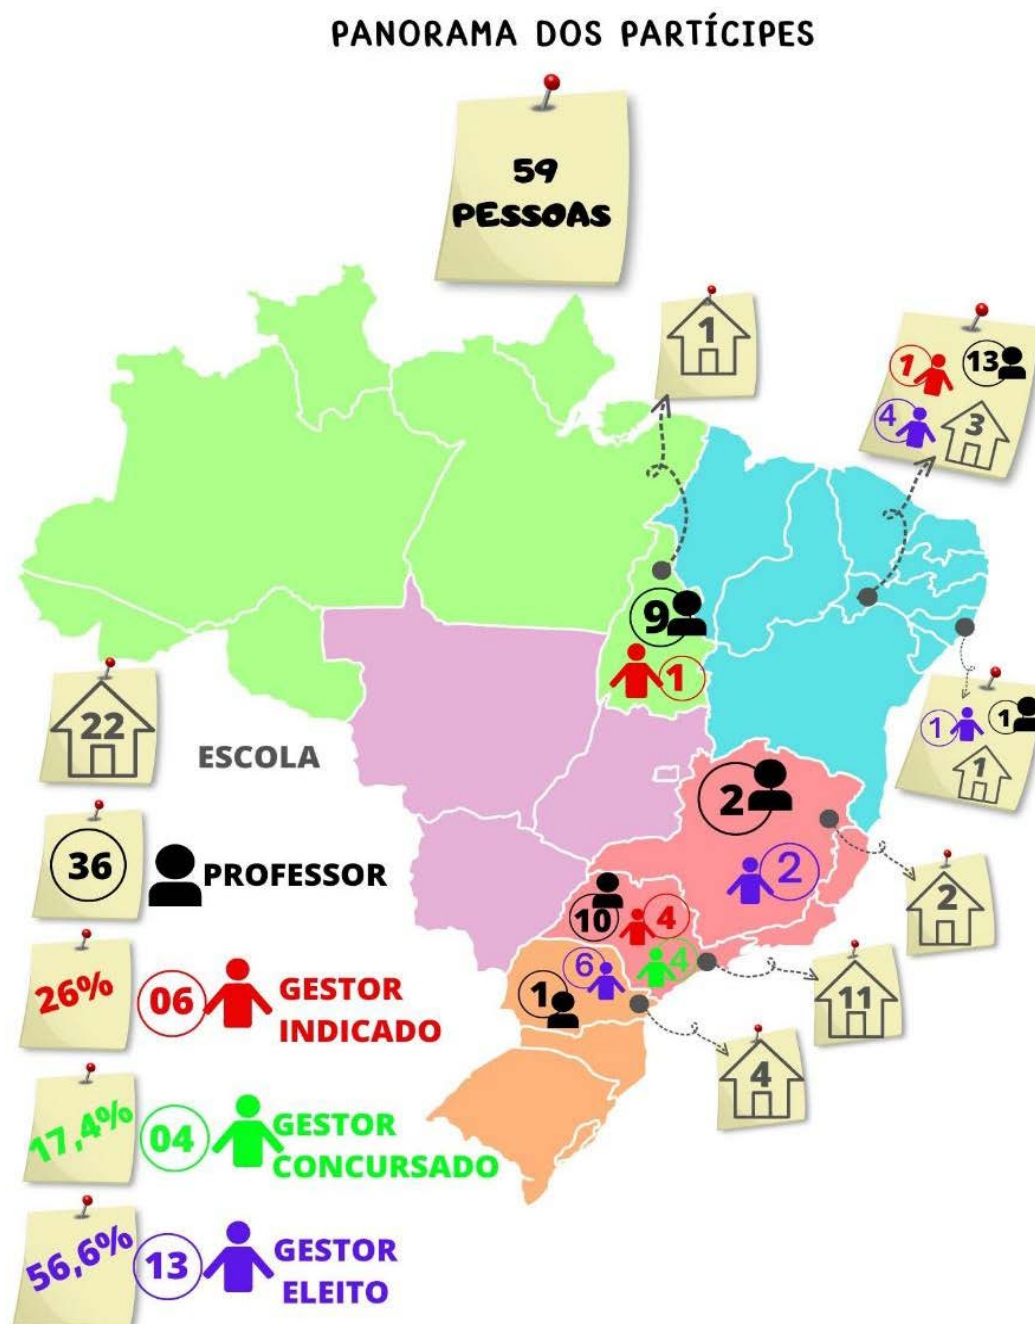 PANORAMA DOS PARTÍCIPES
59
PESSOAS
1
1
13
4
3
9
1
1
1
1
22
ESCOLA
2
2
2
36
PROFESSOR
10
4
6
4
1
11
4
26%
06
GESTOR
INDICADO
17,4%
04
GESTOR
CONCURSADO
56,6%
13
GESTOR
ELEITO